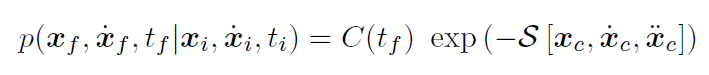 p(𝒙_f, ẋ_f, t_f|𝒙_i, ẋ_i, t_i) = C(t_f) exp (−𝒮 [𝒙_c, ẋ_c, ẍ_c])